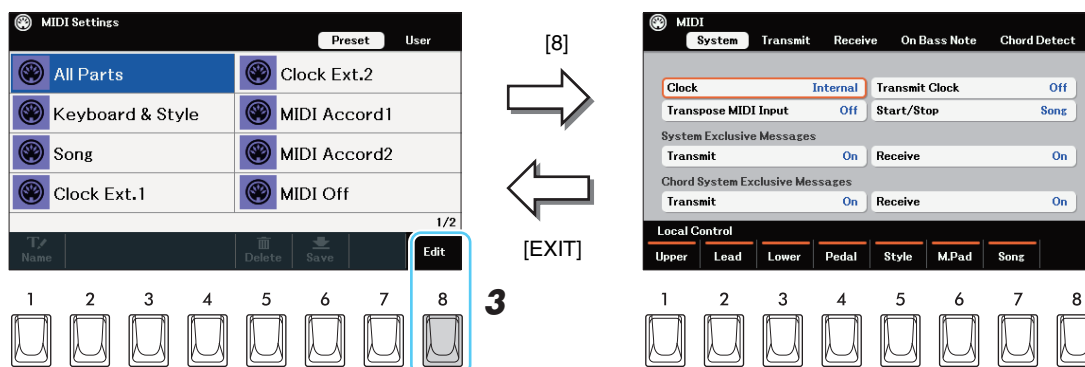 MIDI Settings
Preset User
All Parts
Clock Ext.2
Keyboard & Style
MIDI Accord1
Song
MIDI Accord2
Clock Ext.1
MIDI Off
1/2
Name
Delete
Save
Edit
1 2 3 4 5 6 7 8
3
[8]
[EXIT]
MIDI
System Transmit Receive On Bass Note Chord Detect
Clock Internal Transmit Clock Off
Transpose MIDI Input Off Start/Stop Song
System Exclusive Messages
Transmit On Receive On
Chord System Exclusive Messages
Transmit On Receive On
Local Control
Upper Lead Lower Pedal Style M.Pad Song
1 2 3 4 5 6 7 8